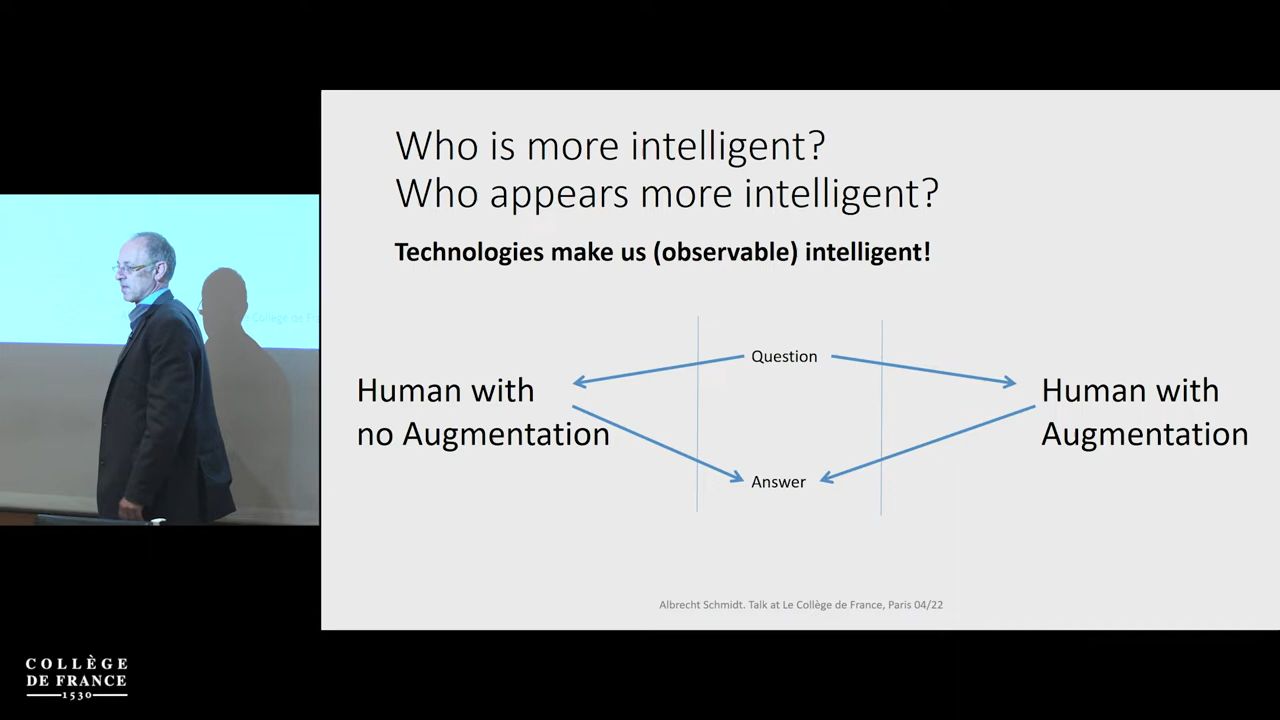 Who is more intelligent?
Who appears more intelligent?
Technologies make us (observable) intelligent!
Question
Human with
no Augmentation
Human with
Augmentation
Answer
Albrecht Schmidt. Talk at Le Collège de France, Paris 04/22
COLLÈGE
DE FRANCE
1530